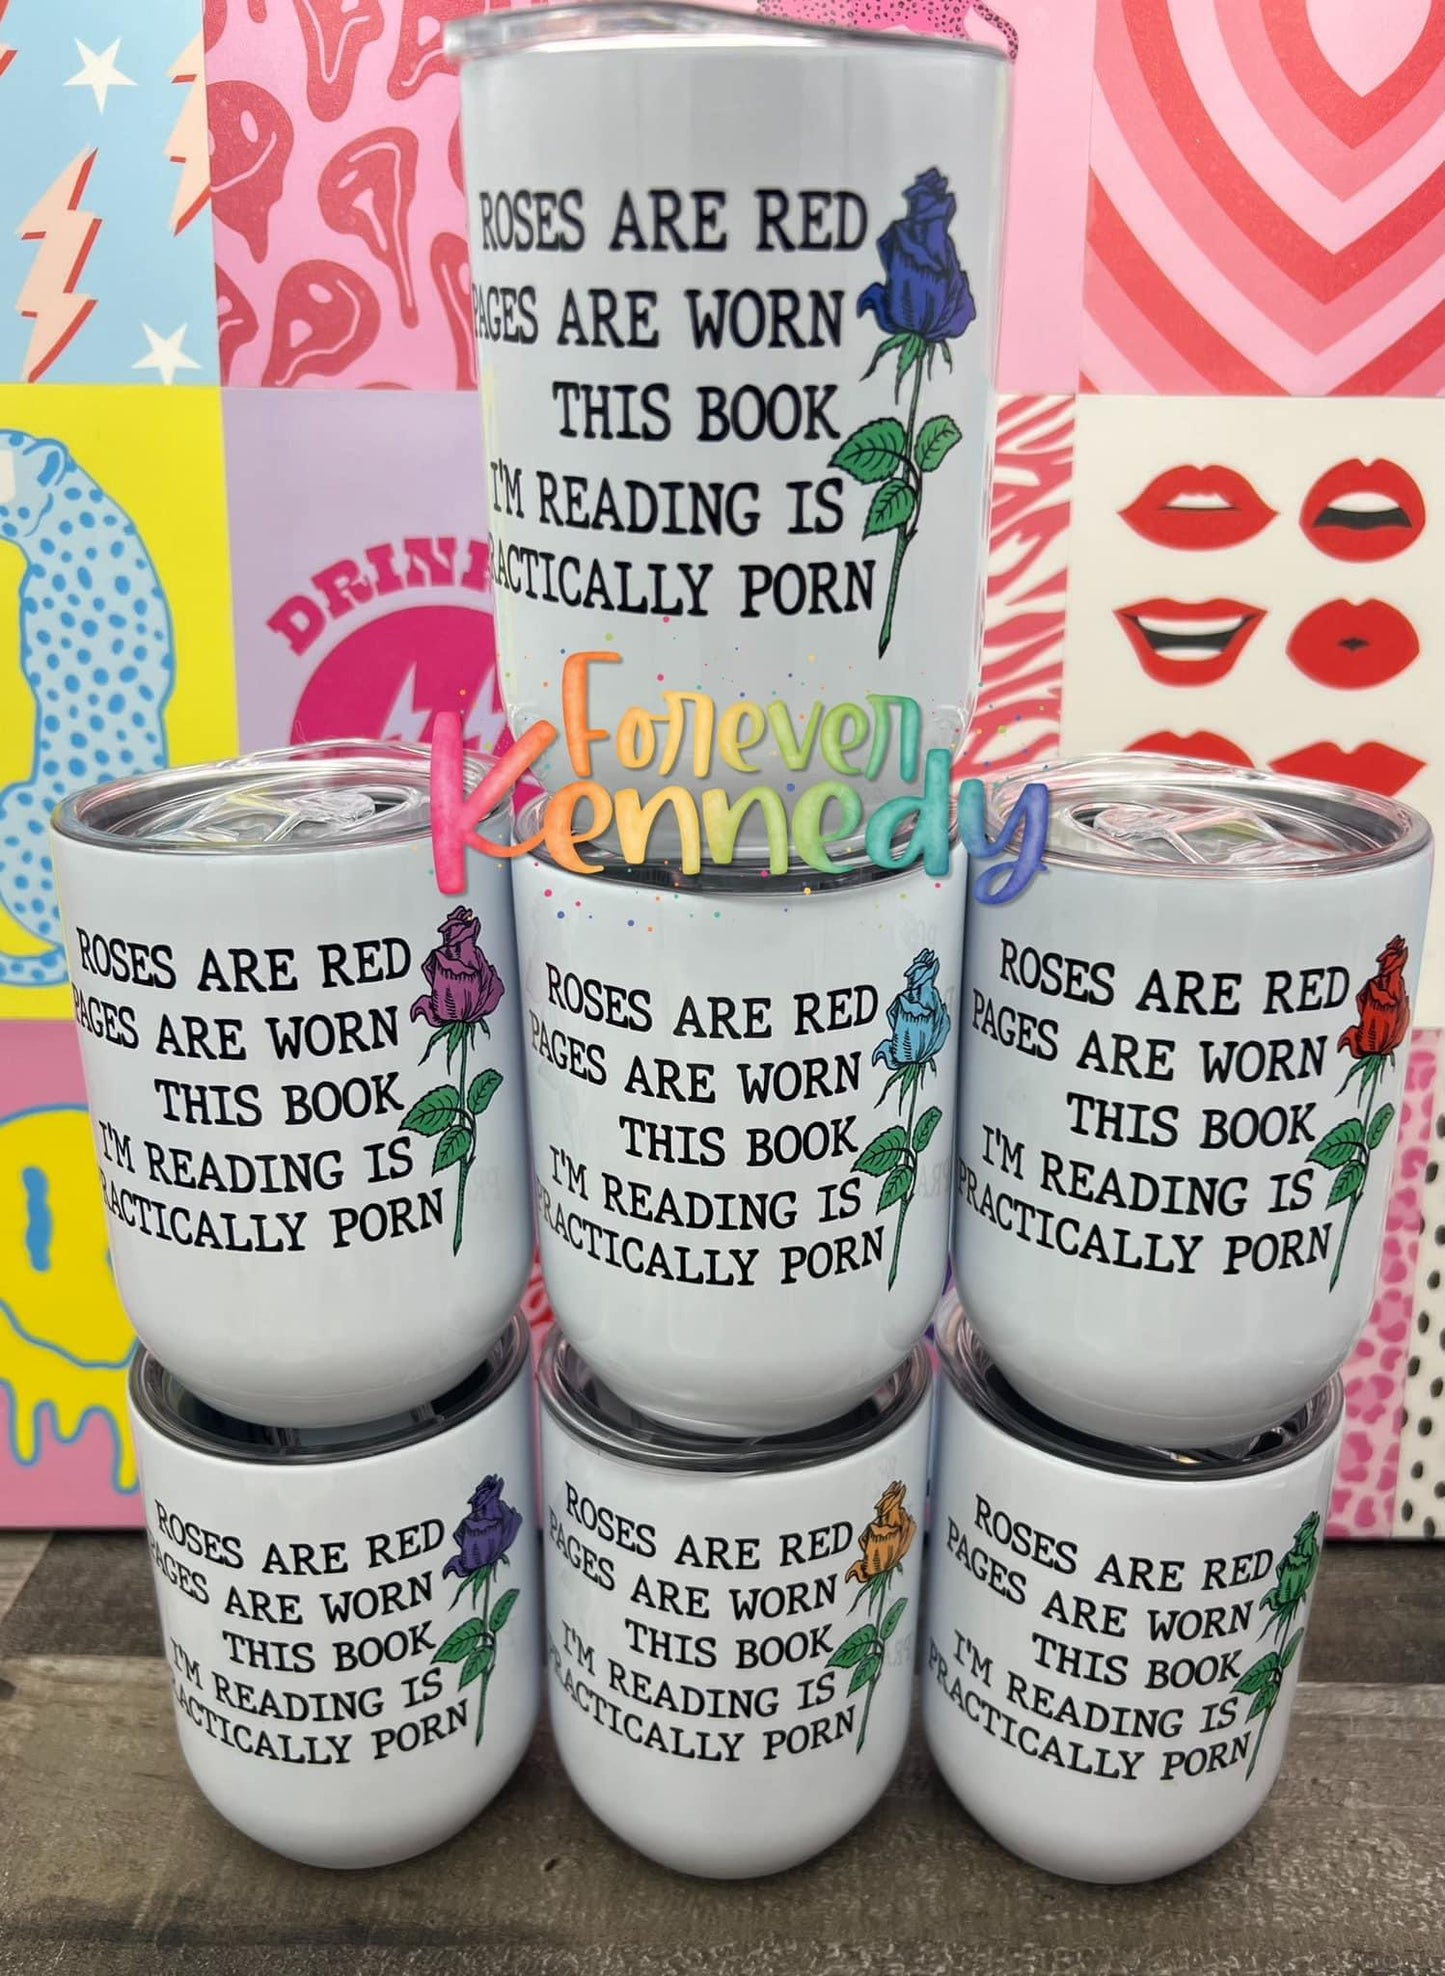 ROSES ARE RED
PAGES ARE WORN
THIS BOOK
I'M READING IS
RACTICALLY PORN
DRINK
Forever
Kennedy
ROSES ARE RED
PAGES ARE WORN
THIS BOOK
I'M READING IS
RACTICALLY PORN
ROSES ARE RED
PAGES ARE WORN
THIS BOOK
I'M READING IS
PRACTICALLY PORN
ROSES ARE RED
PAGES ARE WORN
THIS BOOK
I'M READING IS
PRACTICALLY PORN
ROSES ARE RED
PAGES ARE WORN
THIS BOOK
I'M READING IS
RACTICALLY PORN
ROSES ARE RED
PAGES ARE WORN
THIS BOOK
I'M READING IS
PRACTICALLY PORN
ROSES ARE RED
PAGES ARE WORN
THIS BOOK
I'M READING IS
PRACTICALLY PORN